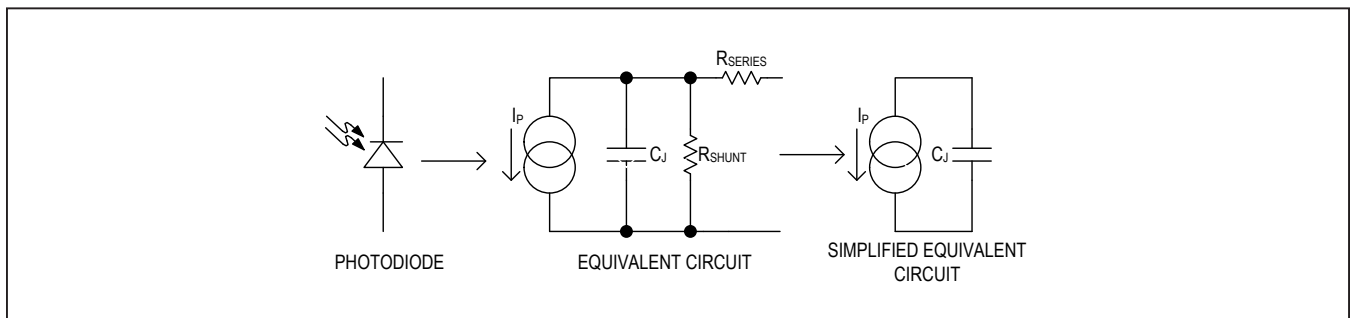 RSERIES
IP
CJ
RSHUNT
IP
CJ
PHOTODIODE
EQUIVALENT CIRCUIT
SIMPLIFIED EQUIVALENT
CIRCUIT